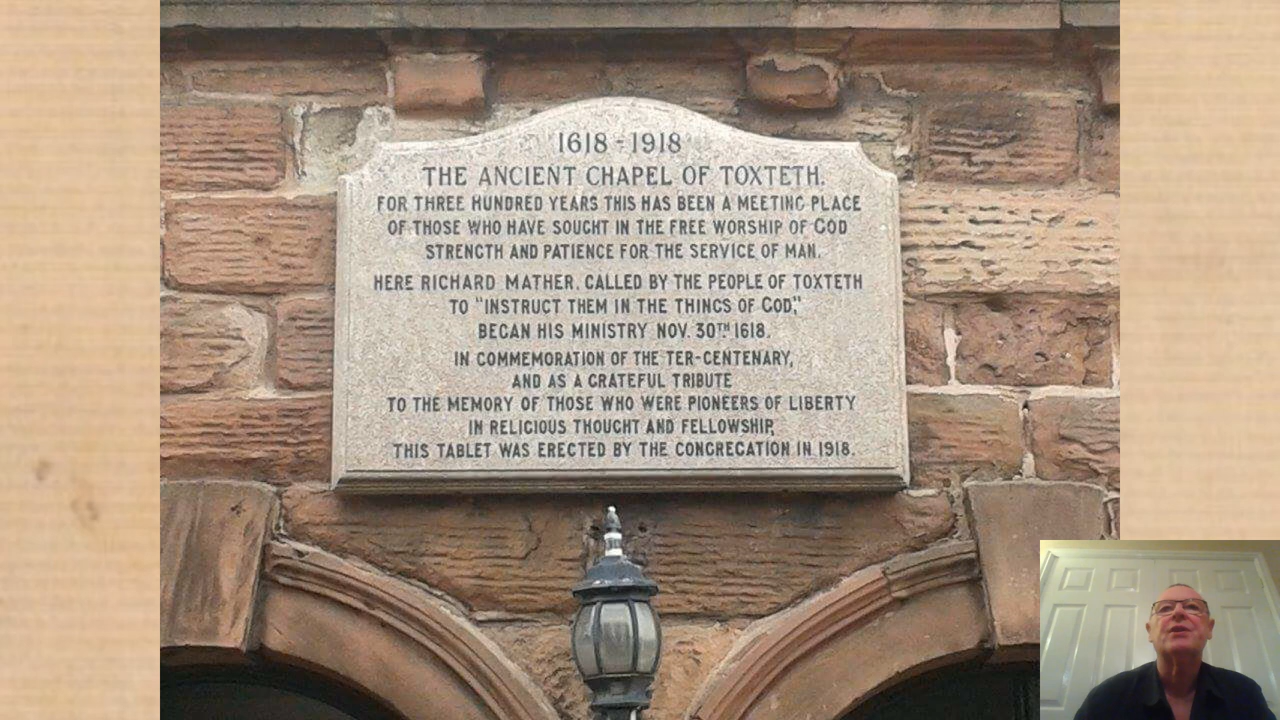 1618 - 1918
THE ANCIENT CHAPEL OF TOXTETH.
FOR THREE HUNDRED YEARS THIS HAS BEEN A MEETING PLACE
OF THOSE WHO HAVE SOUGHT IN THE FREE WORSHIP OF GOD
STRENGTH AND PATIENCE FOR THE SERVICE OF MAN.
HERE RICHARD MATHER, CALLED BY THE PEOPLE OF TOXTETH
TO "INSTRUCT THEM IN THE THINGS OF GOD,"
BEGAN HIS MINISTRY NOV. 30TH 1618.
IN COMMEMORATION OF THE TER-CENTENARY,
AND AS A GRATEFUL TRIBUTE
TO THE MEMORY OF THOSE WHO WERE PIONEERS OF LIBERTY
IN RELIGIOUS THOUGHT AND FELLOWSHIP,
THIS TABLET WAS ERECTED BY THE CONGREGATION IN 1918.